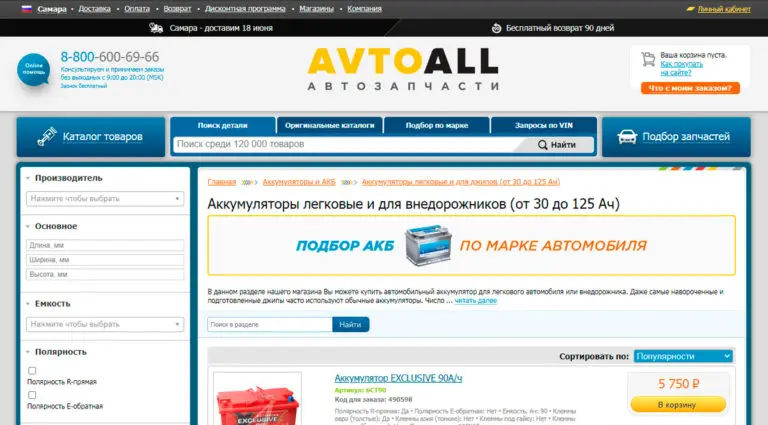 Самара • Доставка • Оплата • Возврат • Дисконтная программа • Магазины • Компания
Личный кабинет
Самара - доставим 18 июня
Бесплатный возврат 90 дней
Online помощь
8-800-600-69-66
Консультируем и принимаем заказы
без выходных с 9:00 до 20:00 (MSK)
Звонок бесплатный
AVTOALL
АВТОЗАПЧАСТИ
Ваша корзина пуста.
Как покупать
на сайте?
Что с моим заказом?
Каталог товаров
Поиск детали
Оригинальные каталоги
Подбор по марке
Запросы по VIN
Поиск среди 120 000 товаров
Найти
Подбор запчастей
Производитель
Нажмите чтобы выбрать
Основное
Длина, мм
Ширина, мм
Высота, мм
Емкость
Нажмите чтобы выбрать
Полярность
Полярность R-прямая
Полярность E-обратная
Главная Аккумуляторы и АКБ Аккумуляторы легковые и для джипов (от 30 до 125 Ач)
Аккумуляторы легковые и для внедорожников (от 30 до 125 Ач)
ПОДБОР АКБ ПО МАРКЕ АВТОМОБИЛЯ
В данном разделе нашего магазина Вы можете купить автомобильный аккумулятор для легкового автомобиля или внедорожника. Даже самые навороченные и
подготовленные джипы часто используют обычные аккумуляторы. Число ... читать далее
Поиск в разделе
Найти
Сортировать по:
Популярности
Аккумулятор EXCLUSIVE 90А/ч
Артикул: 6СТ90
Код для заказа: 490598
Полярность R-прямая: Да • Полярность E-обратная: Нет • Емкость, Ач: 90 • Клеммы
евро (толстые): Да • Клеммы азия (тонкие): Нет • Клеммы под гайку: Нет •
EXCLUSIVE
5 750 ₽
В корзину